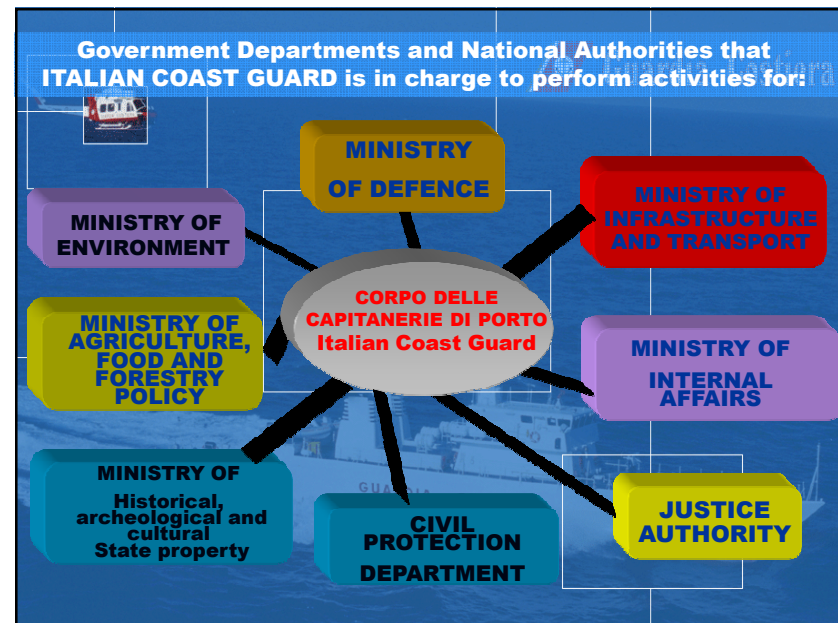 Government Departments and National Authorities that
ITALIAN COAST GUARD is in charge to perform activities for:
Guardia Costiera
MINISTRY
OF DEFENCE
MINISTRY OF
INFRASTRUCTURE
AND TRANSPORT
MINISTRY OF
ENVIRONMENT
CORPO DELLE
CAPITANERIE DI PORTO
Italian Coast Guard
MINISTRY OF
AGRICULTURE,
FOOD AND
FORESTRY
POLICY
MINISTRY OF
INTERNAL
AFFAIRS
MINISTRY OF
Historical,
archeological and
cultural
State property
GUARDIA
CIVIL
PROTECTION
DEPARTMENT
JUSTICE
AUTHORITY